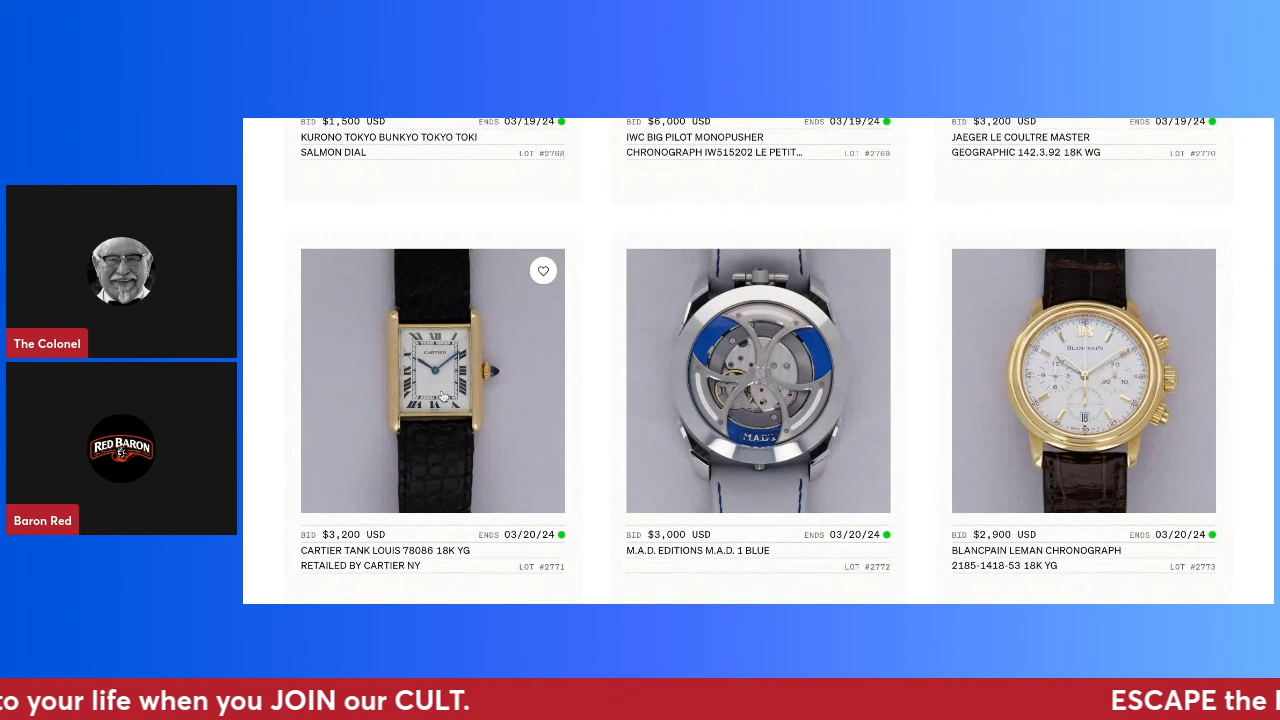 BID $1,500 USD ENDS 03/19/24
KURONO TOKYO BUNKYO TOKYO TOKI
SALMON DIAL LOT #2768
BID $6,000 USD ENDS 03/19/24
IWC BIG PILOT MONOPUSHER
CHRONOGRAPH IW515202 LE PETIT... LOT #2769
BID $3,200 USD ENDS 03/19/24
JAEGER LE COULTRE MASTER
GEOGRAPHIC 142.3.92 18K WG LOT #2770
The Colonel
RED BARON
Baron Red
CARTIER
M.A.D.1
BLANCPAIN
BID $3,200 USD ENDS 03/20/24
CARTIER TANK LOUIS 78086 18K YG
RETAILED BY CARTIER NY LOT #2771
BID $3,000 USD ENDS 03/20/24
M.A.D. EDITIONS M.A.D. 1 BLUE
LOT #2772
BID $2,900 USD ENDS 03/20/24
BLANCPAIN LEMAN CHRONOGRAPH
2185-1418-53 18K YG LOT #2773
to your life when you JOIN our CULT. ESCAPE the